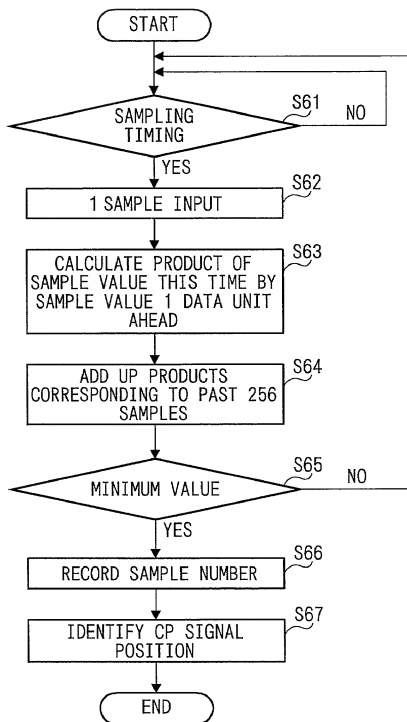 START
SAMPLING
TIMING
S61
NO
YES
S62
1 SAMPLE INPUT
S63
CALCULATE PRODUCT OF
SAMPLE VALUE THIS TIME BY
SAMPLE VALUE 1 DATA UNIT
AHEAD
S64
ADD UP PRODUCTS
CORRESPONDING TO PAST 256
SAMPLES
S65
MINIMUM VALUE
NO
YES
S66
RECORD SAMPLE NUMBER
S67
IDENTIFY CP SIGNAL
POSITION
END